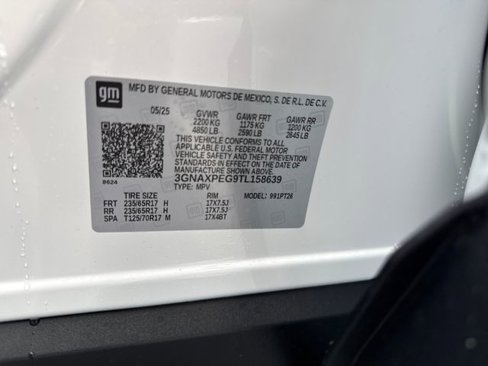 gm MFD BY GENERAL MOTORS DE MEXICO, S. DE R.L. DE C.V.
05/25 GVWR GAWR FRT GAWR RR
2200 KG 1175 KG 1200 KG
4850 LB 2590 LB 2645 LB
THIS VEHICLE CONFORMS TO ALL
APPLICABLE U.S. FEDERAL MOTOR
VEHICLE SAFETY AND THEFT PREVENTION
STANDARDS IN EFFECT ON THE DATE OF
MANUFACTURE SHOWN ABOVE.
8624 3GNAXPEG9TL158639
TYPE: MPV
TIRE SIZE RIM MODEL: 991PT26
FRT 235/65R17 H 17X7.5J
RR 235/65R17 H 17X7.5J
SPA T125/70R17 M 17X4BT